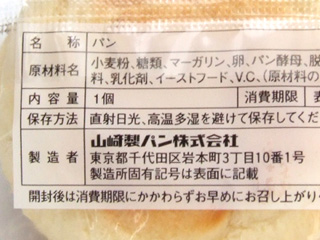 名称 パン
原材料名 小麦粉、糖類、マーガリン、卵、パン酵母、脱
料、乳化剤、イーストフード、V.C、(原材料の
内容量 1個 消費期限 表
保存方法 直射日光、高温多湿を避けて保存してくだ
山崎製パン株式会社
製造者 東京都千代田区岩本町3丁目10番1号
製造所固有記号は表面に記載
開封後は消費期限にかかわらずお早めにお召し上がり